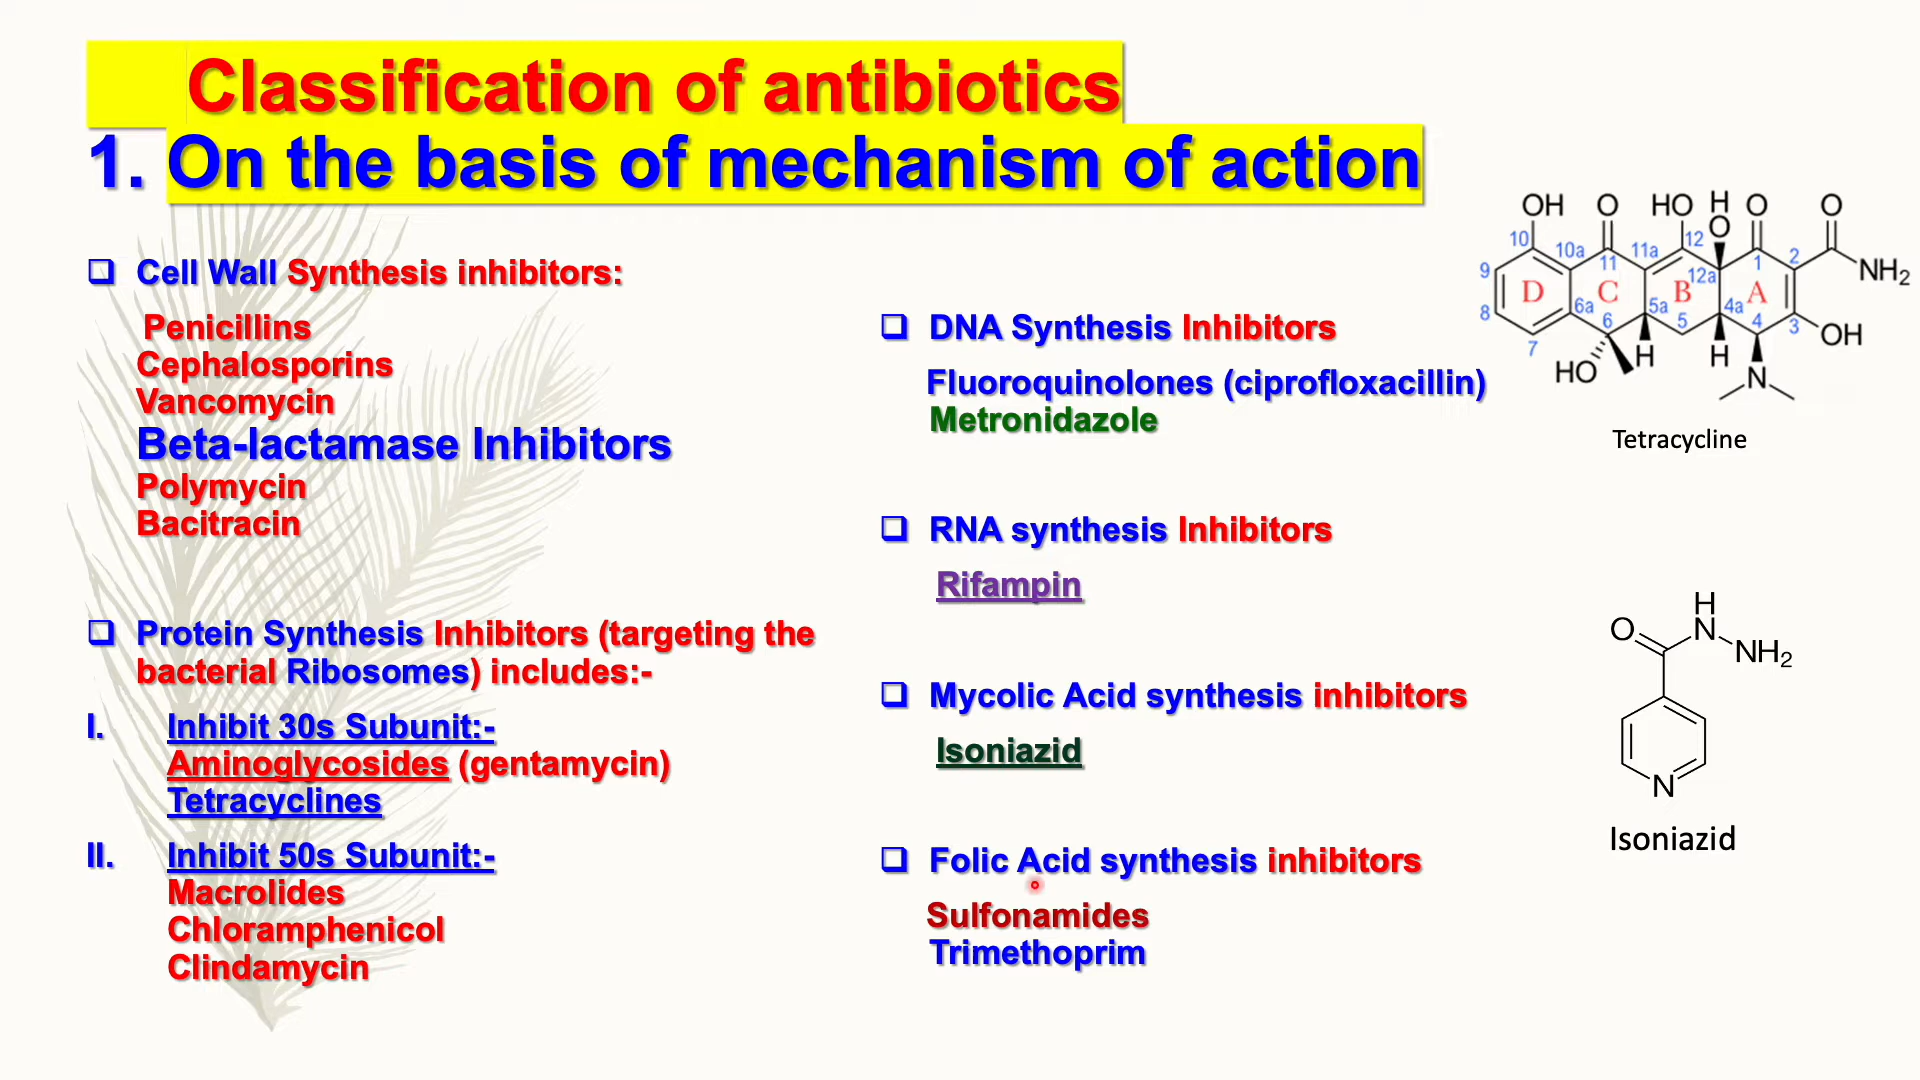 Classification of antibiotics
1. On the basis of mechanism of action
❑ Cell Wall Synthesis inhibitors:
Penicillins
Cephalosporins
Vancomycin
Beta-lactamase Inhibitors
Polymycin
Bacitracin
❑ Protein Synthesis Inhibitors (targeting the
bacterial Ribosomes) includes:-
I. Inhibit 30s Subunit:-
Aminoglycosides (gentamycin)
Tetracyclines
II. Inhibit 50s Subunit:-
Macrolides
Chloramphenicol
Clindamycin
❑ DNA Synthesis Inhibitors
Fluoroquinolones (ciprofloxacillin)
Metronidazole
❑ RNA synthesis Inhibitors
Rifampin
❑ Mycolic Acid synthesis inhibitors
Isoniazid
❑ Folic Acid synthesis inhibitors
Sulfonamides
Trimethoprim
OH O HO H O O O
10 10a 11 11a 12 12a 1 2
9 D C B A NH2
8 6a 6 5a 5 4a 4 3
7 HO H H N OH
Tetracycline
H
O N NH2
N
Isoniazid